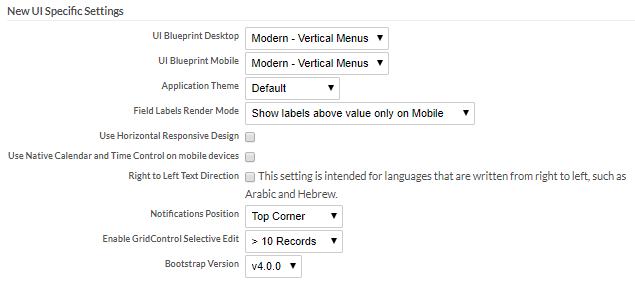 New UI Specific Settings
UI Blueprint Desktop Modern - Vertical Menus
UI Blueprint Mobile Modern - Vertical Menus
Application Theme Default
Field Labels Render Mode Show labels above value only on Mobile
Use Horizontal Responsive Design
Use Native Calendar and Time Control on mobile devices
Right to Left Text Direction This setting is intended for languages that are written from right to left, such as
Arabic and Hebrew.
Notifications Position Top Corner
Enable GridControl Selective Edit > 10 Records
Bootstrap Version v4.0.0